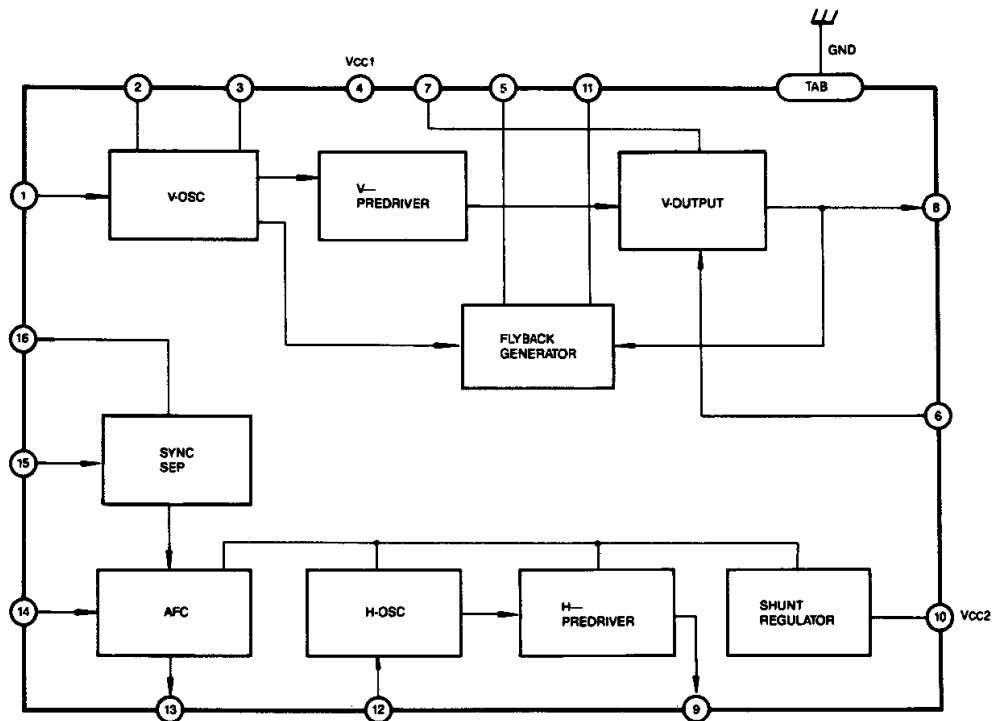 GND
Vcc1
2
3
4
7
5
11
TAB
1
V-OSC
V—
PREDRIVER
V-OUTPUT
8
16
FLYBACK
GENERATOR
6
15
SYNC
SEP
14
AFC
H-OSC
H—
PREDRIVER
SHUNT
REGULATOR
10
Vcc2
13
12
9